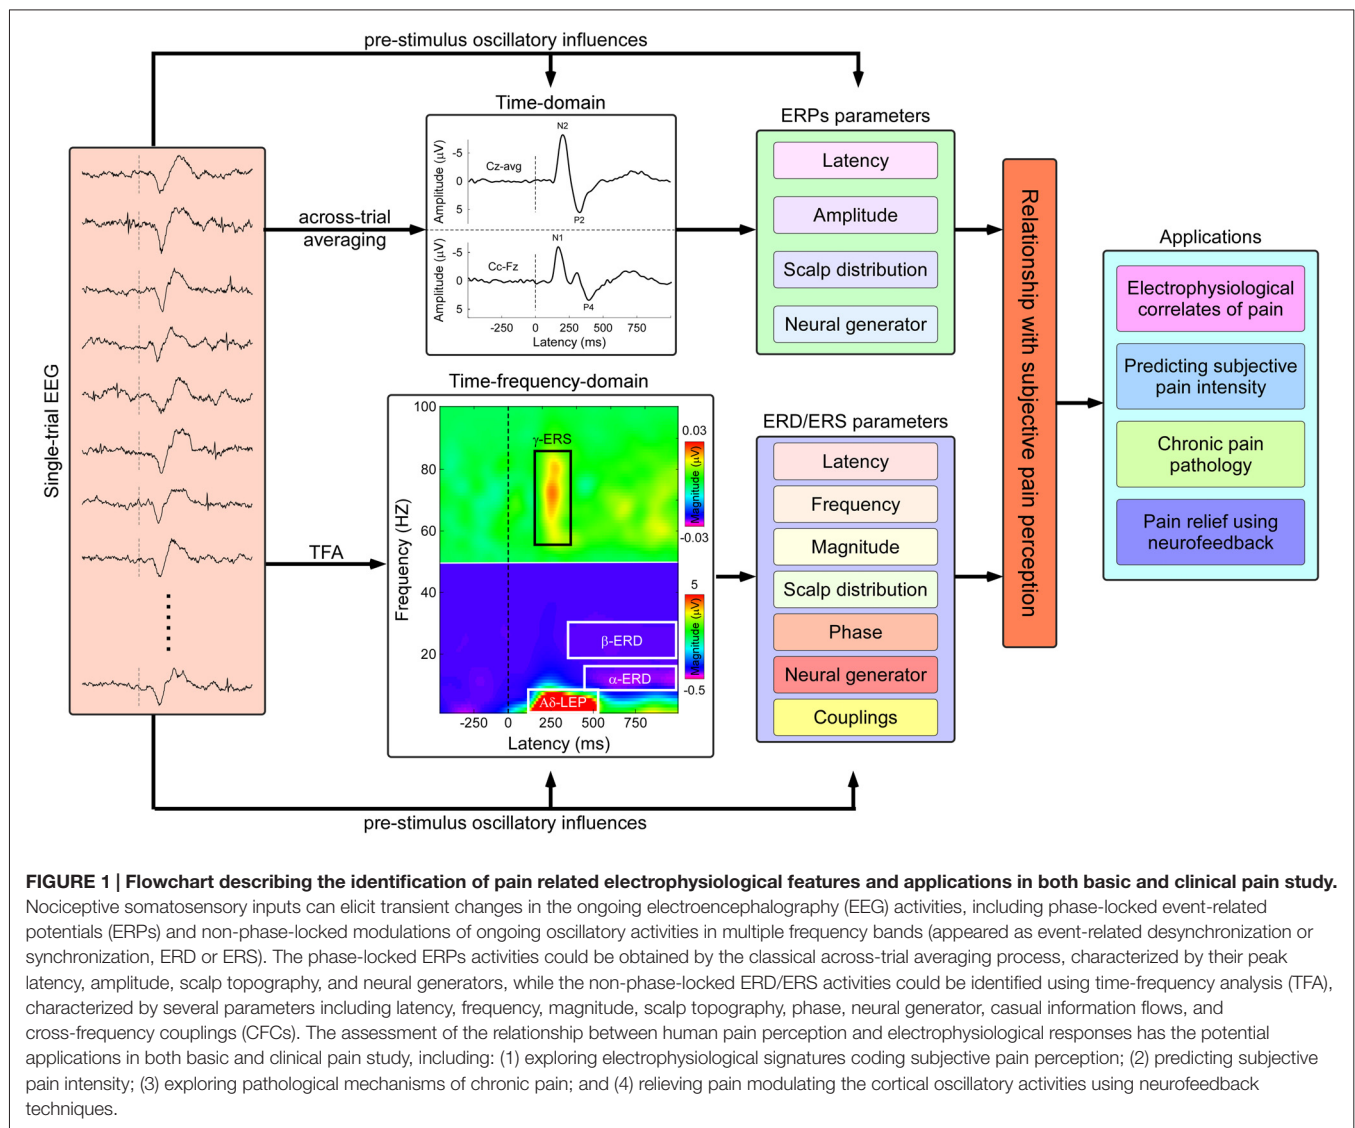 pre-stimulus oscillatory influences
Single-trial EEG
across-trial
averaging
TFA
Time-domain
N2
-5
Cz-avg
0
5
Amplitude (µV)
P2
N1
-5
Cc-Fz
0
5
Amplitude (µV)
P4
-250 0 250 500 750
Latency (ms)
Time-frequency-domain
100
80
60
40
20
Frequency (HZ)
γ-ERS
β-ERD
α-ERD
Aδ-LEP
-250 0 250 500 750
Latency (ms)
0.03
Magnitude (µV)
-0.03
5
Magnitude (µV)
-0.5
ERPs parameters
Latency
Amplitude
Scalp distribution
Neural generator
ERD/ERS parameters
Latency
Frequency
Magnitude
Scalp distribution
Phase
Neural generator
Couplings
Relationship with subjective pain perception
Applications
Electrophysiological
correlates of pain
Predicting subjective
pain intensity
Chronic pain
pathology
Pain relief using
neurofeedback
pre-stimulus oscillatory influences
FIGURE 1 | Flowchart describing the identification of pain related electrophysiological features and applications in both basic and clinical pain study.
Nociceptive somatosensory inputs can elicit transient changes in the ongoing electroencephalography (EEG) activities, including phase-locked event-related
potentials (ERPs) and non-phase-locked modulations of ongoing oscillatory activities in multiple frequency bands (appeared as event-related desynchronization or
synchronization, ERD or ERS). The phase-locked ERPs activities could be obtained by the classical across-trial averaging process, characterized by their peak
latency, amplitude, scalp topography, and neural generators, while the non-phase-locked ERD/ERS activities could be identified using time-frequency analysis (TFA),
characterized by several parameters including latency, frequency, magnitude, scalp topography, phase, neural generator, casual information flows, and
cross-frequency couplings (CFCs). The assessment of the relationship between human pain perception and electrophysiological responses has the potential
applications in both basic and clinical pain study, including: (1) exploring electrophysiological signatures coding subjective pain perception; (2) predicting subjective
pain intensity; (3) exploring pathological mechanisms of chronic pain; and (4) relieving pain modulating the cortical oscillatory activities using neurofeedback
techniques.